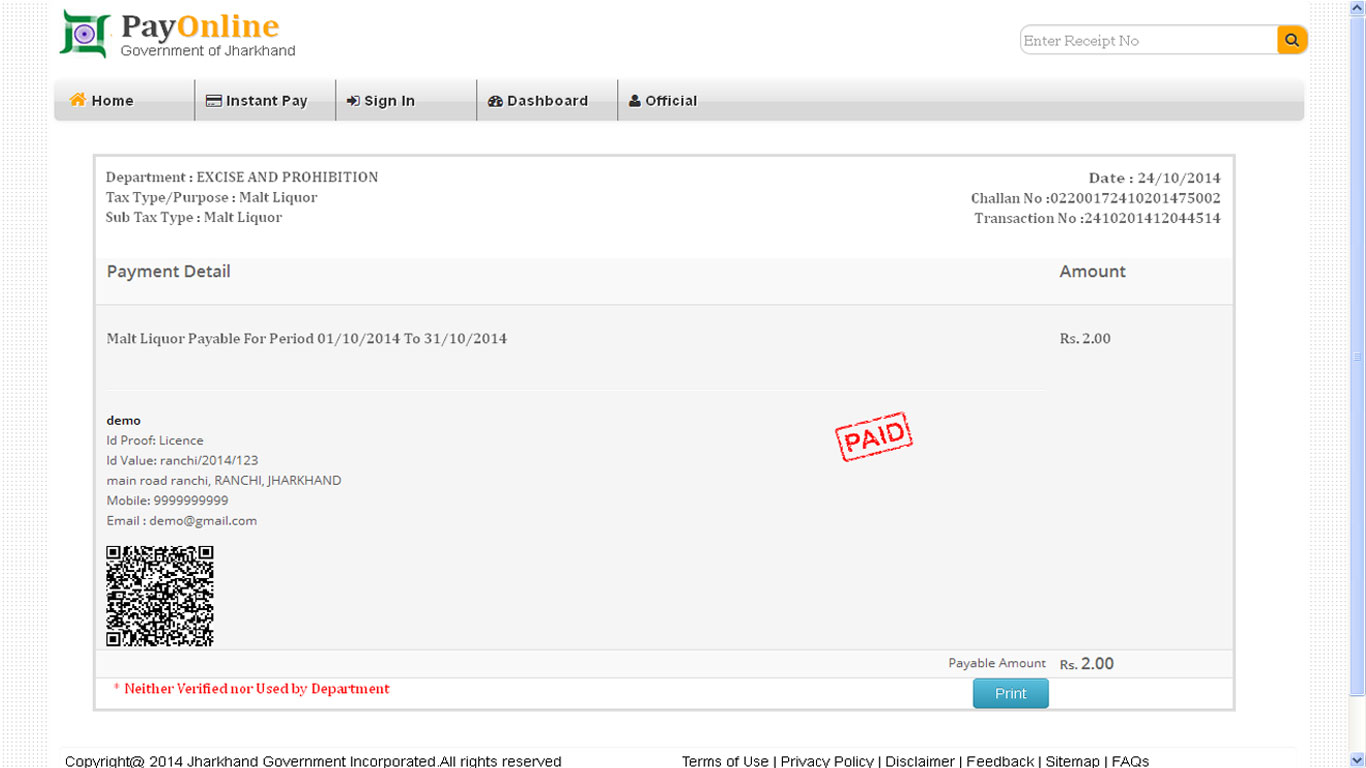 PayOnline
Government of Jharkhand
Enter Receipt No
Home Instant Pay Sign In Dashboard Official
Department : EXCISE AND PROHIBITION
Date : 24/10/2014
Tax Type/Purpose : Malt Liquor
Challan No :02200172410201475002
Sub Tax Type : Malt Liquor
Transaction No :2410201412044514
Payment Detail Amount
Malt Liquor Payable For Period 01/10/2014 To 31/10/2014 Rs. 2.00
demo
Id Proof: Licence
Id Value: ranchi/2014/123
main road ranchi, RANCHI, JHARKHAND
Mobile: 9999999999
Email : demo@gmail.com
PAID
Payable Amount Rs. 2.00
* Neither Verified nor Used by Department
Print
Copyright@ 2014 Jharkhand Government Incorporated.All rights reserved
Terms of Use | Privacy Policy | Disclaimer | Feedback | Sitemap | FAQs